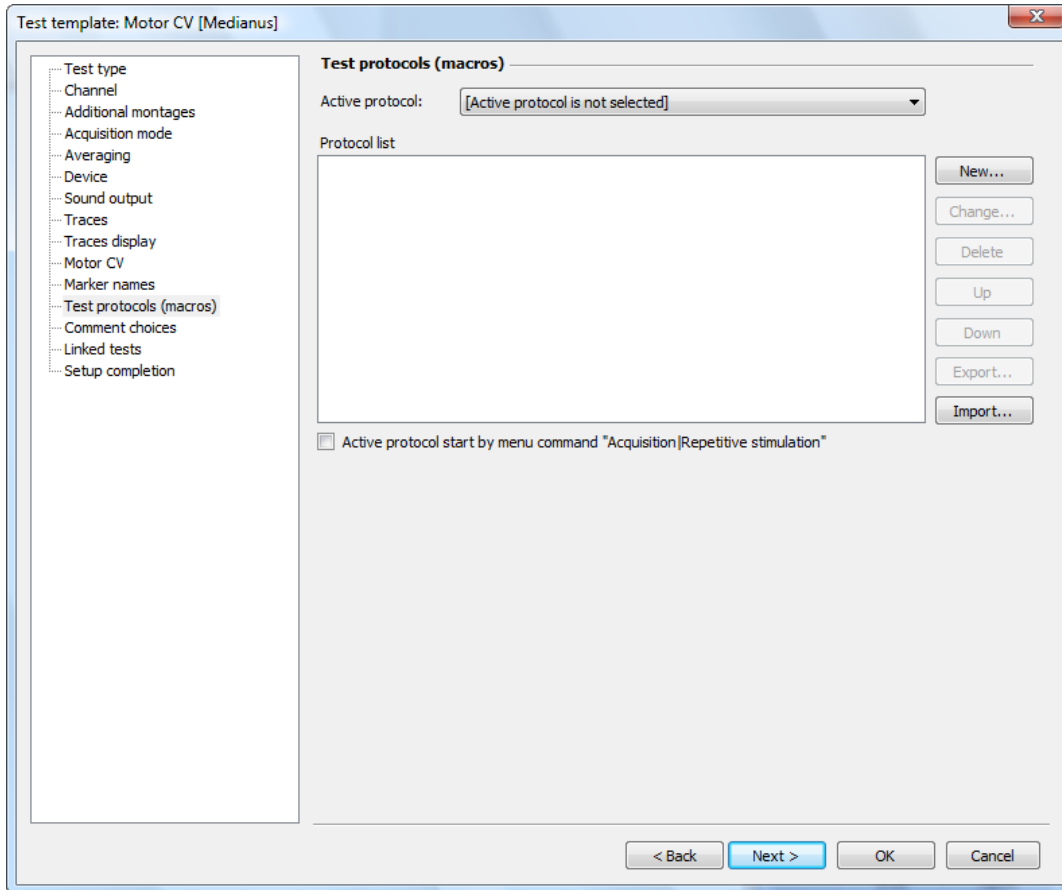 Test template: Motor CV [Medianus]
Test type
Channel
Additional montages
Acquisition mode
Averaging
Device
Sound output
Traces
Traces display
Motor CV
Marker names
Test protocols (macros)
Comment choices
Linked tests
Setup completion
Test protocols (macros)
Active protocol: [Active protocol is not selected]
Protocol list
New...
Change...
Delete
Up
Down
Export...
Import...
Active protocol start by menu command "Acquisition|Repetitive stimulation"
< Back Next > OK Cancel